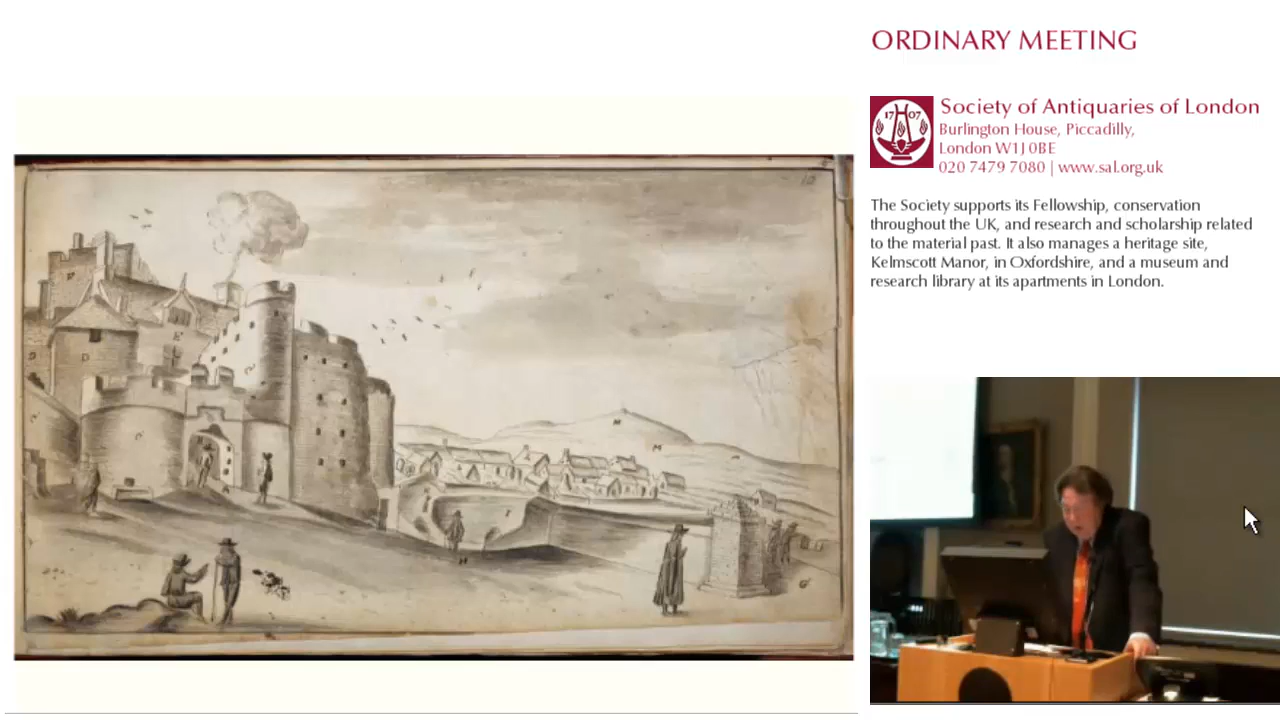 ORDINARY MEETING
17 07
Society of Antiquaries of London
Burlington House, Piccadilly,
London W1J 0BE
020 7479 7080 | www.sal.org.uk
The Society supports its Fellowship, conservation
throughout the UK, and research and scholarship related
to the material past. It also manages a heritage site,
Kelmscott Manor, in Oxfordshire, and a museum and
research library at its apartments in London.